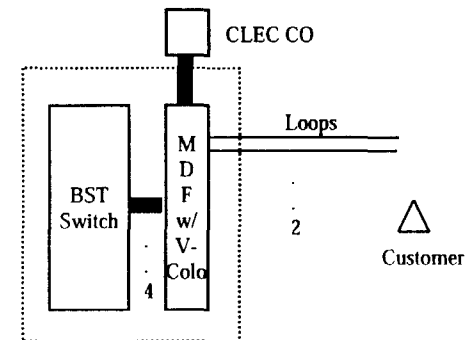 CLEC CO
Loops
M
D
F
w/
V-
Colo
BST
Switch
4
2
Customer